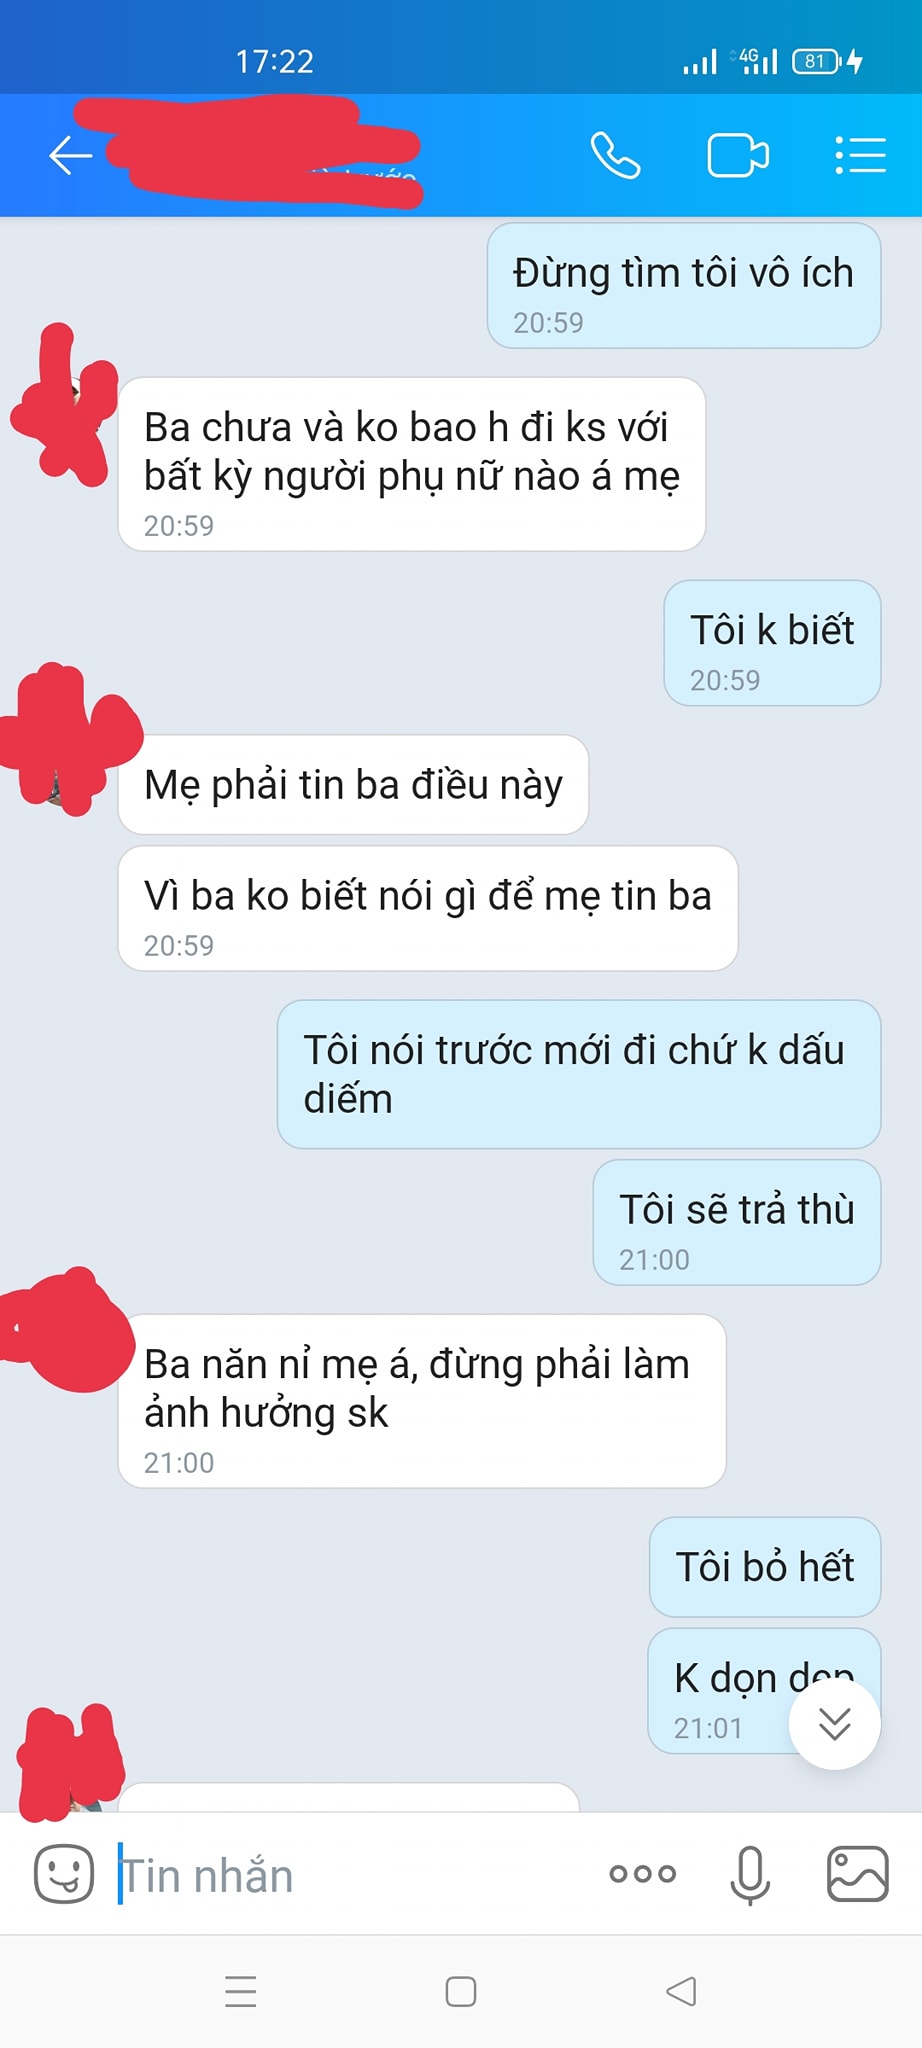 17:22
4G
81
Đừng tìm tôi vô ích
20:59
Ba chưa và ko bao h đi ks với
bất kỳ người phụ nữ nào á mẹ
20:59
Tôi k biết
20:59
Mẹ phải tin ba điều này
Vì ba ko biết nói gì để mẹ tin ba
20:59
Tôi nói trước mới đi chứ k dấu
diếm
Tôi sẽ trả thù
21:00
Ba năn nỉ mẹ á, đừng phải làm
ảnh hưởng sk
21:00
Tôi bỏ hết
K dọn dẹp
21:01
Tin nhắn